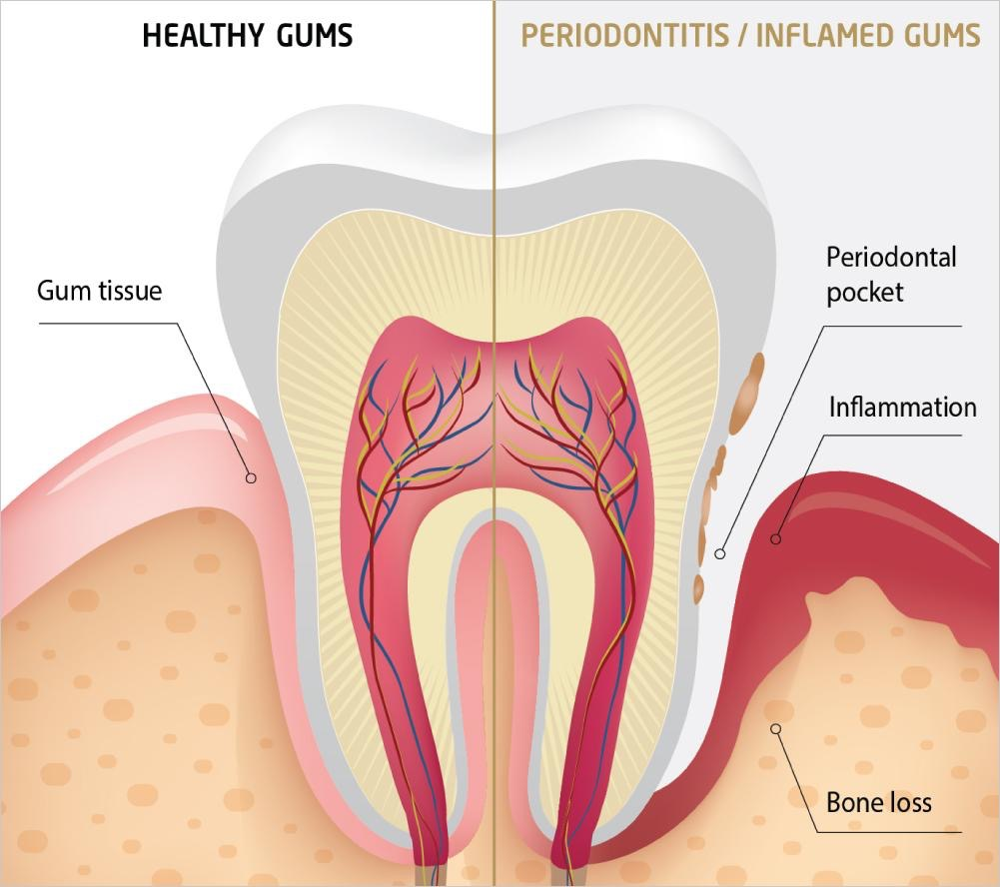 HEALTHY GUMS
PERIODONTITIS / INFLAMED GUMS
Gum tissue
Periodontal
pocket
Inflammation
Bone loss